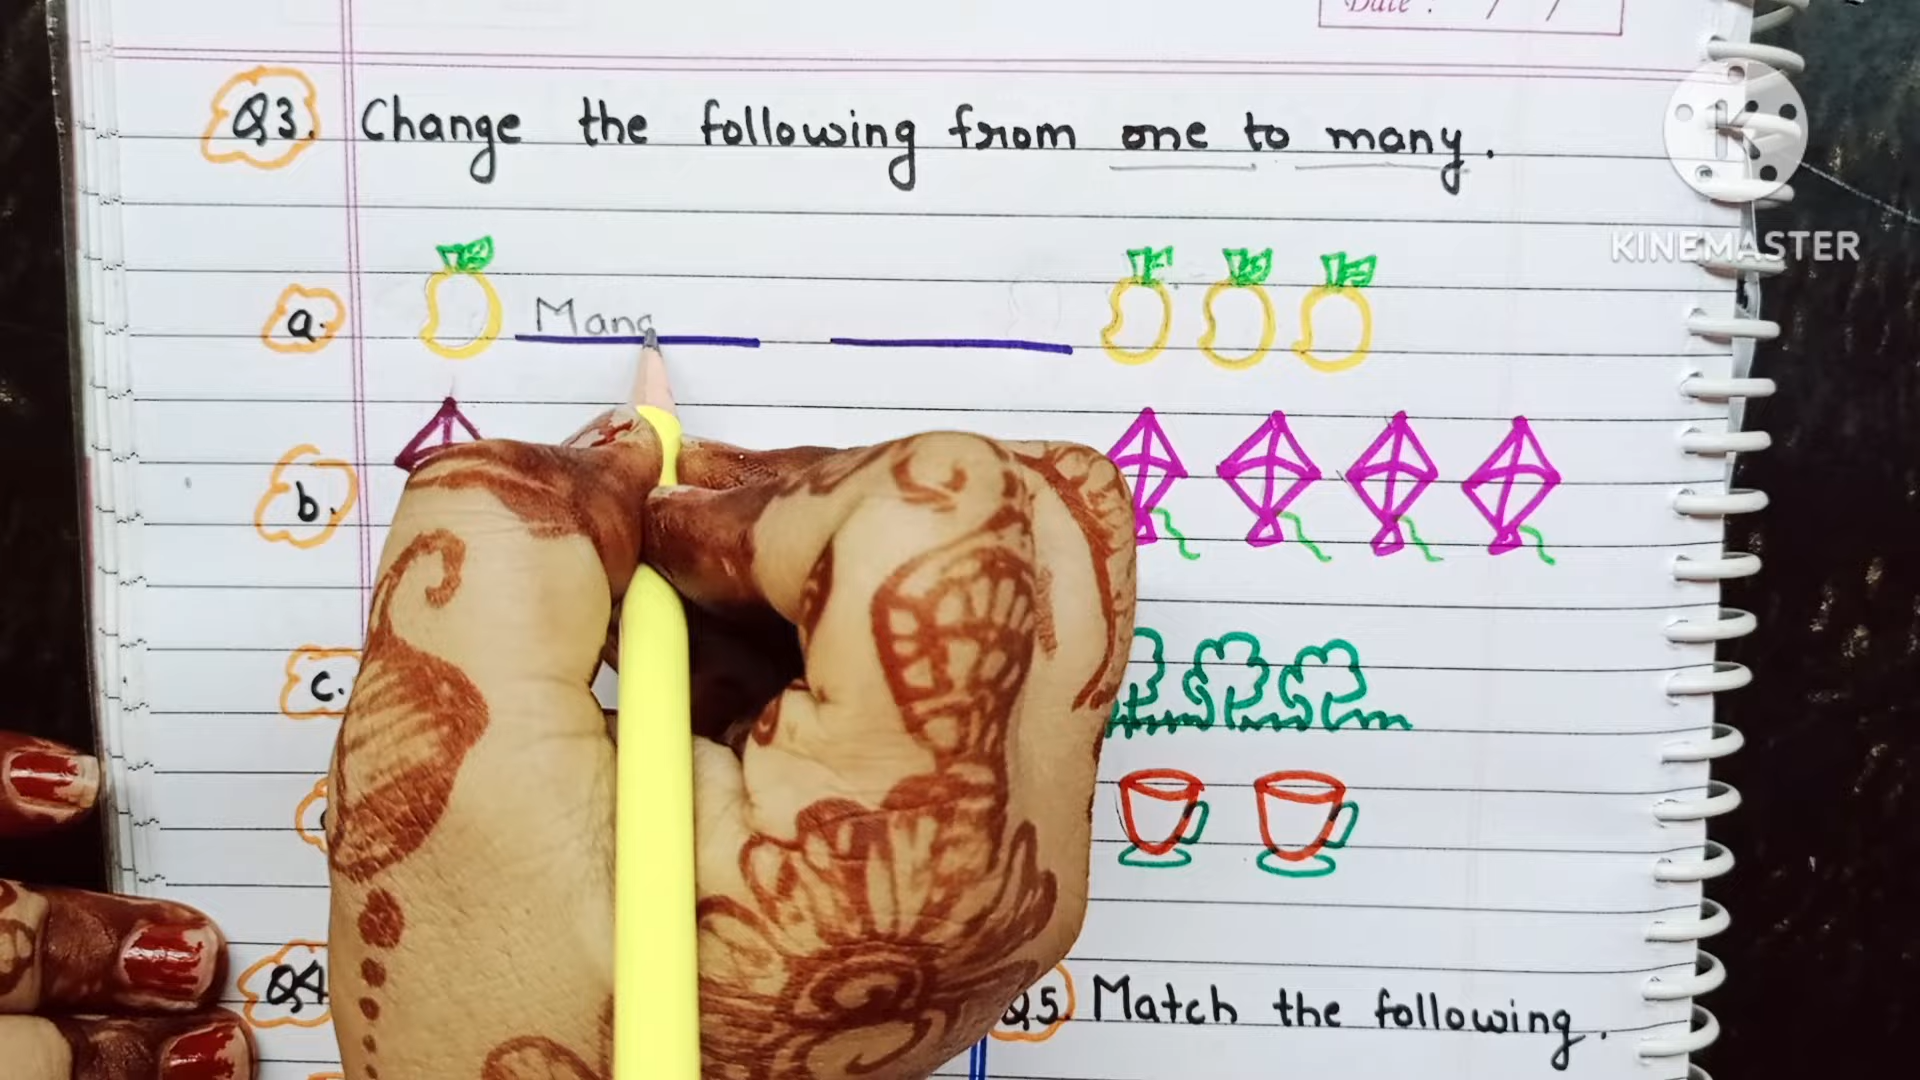 Date : / /
Q3. Change the following from one to many.
KINEMASTER
a. Mang
b.
c.
Q4
Q5. Match the following.